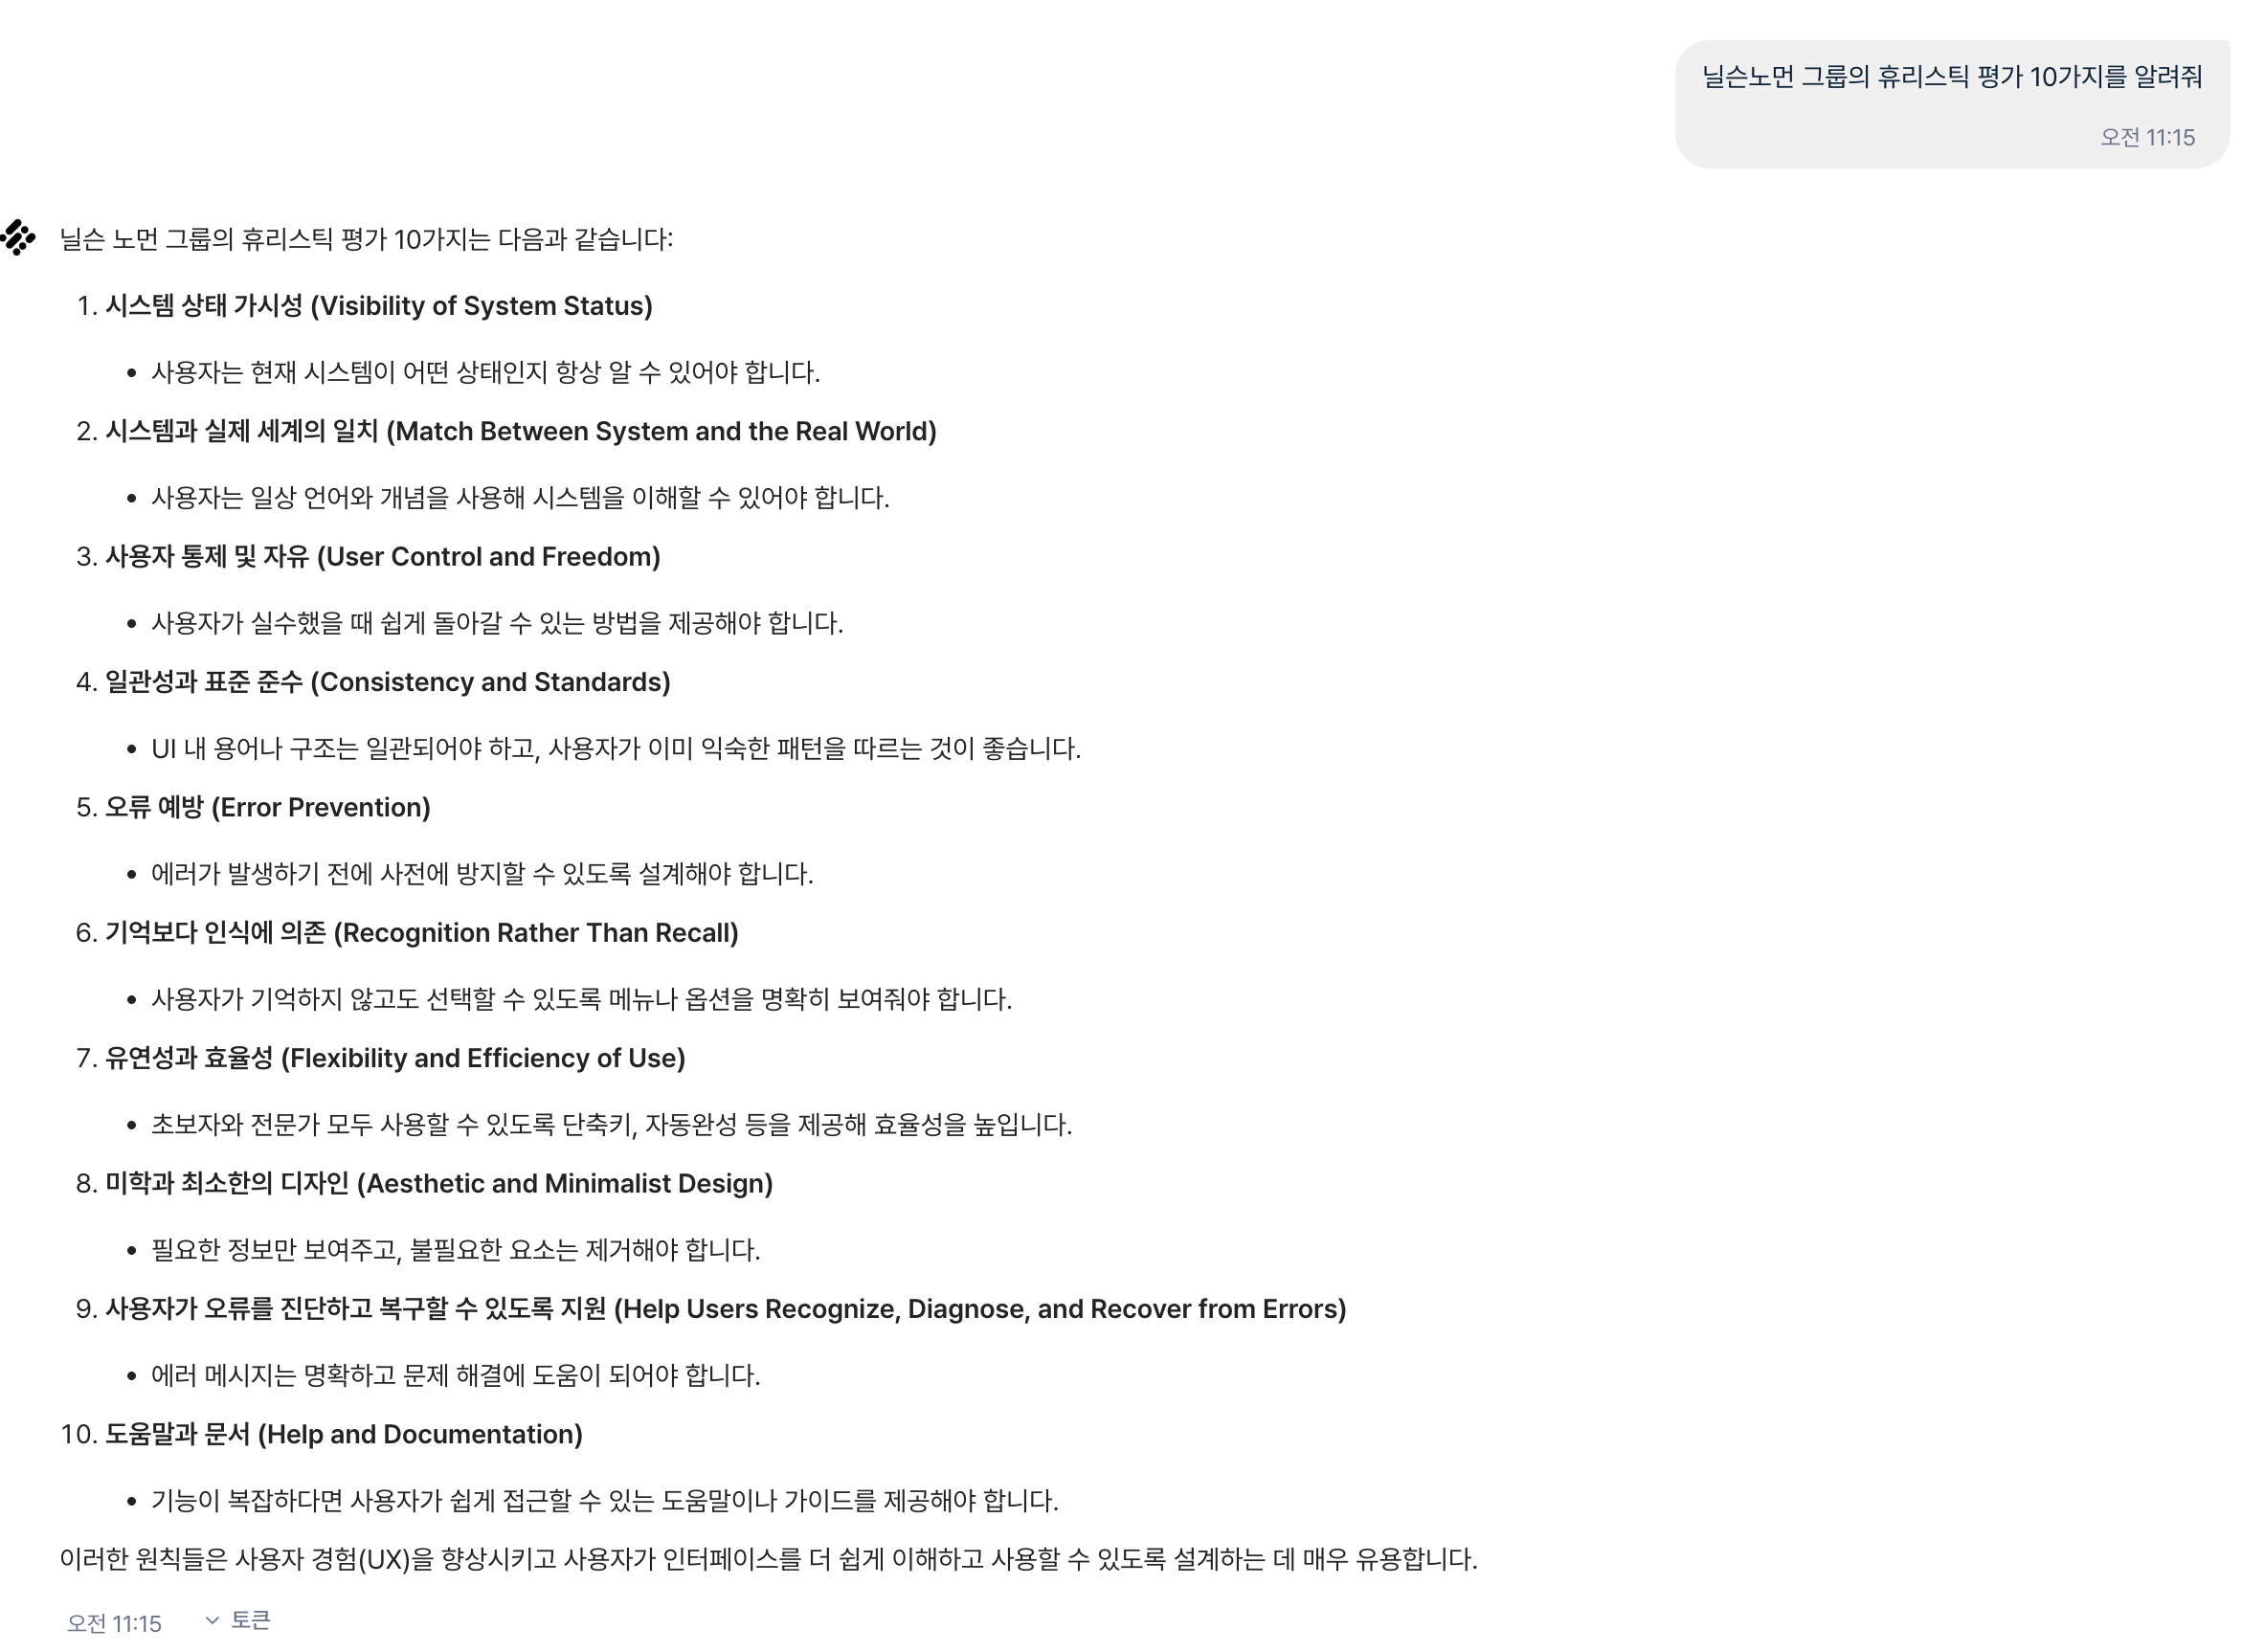 닐슨노먼 그룹의 휴리스틱 평가 10가지를 알려줘
오전 11:15
닐슨 노먼 그룹의 휴리스틱 평가 10가지는 다음과 같습니다:
1. 시스템 상태 가시성 (Visibility of System Status)
• 사용자는 현재 시스템이 어떤 상태인지 항상 알 수 있어야 합니다.
2. 시스템과 실제 세계의 일치 (Match Between System and the Real World)
• 사용자는 일상 언어와 개념을 사용해 시스템을 이해할 수 있어야 합니다.
3. 사용자 통제 및 자유 (User Control and Freedom)
• 사용자가 실수했을 때 쉽게 돌아갈 수 있는 방법을 제공해야 합니다.
4. 일관성과 표준 준수 (Consistency and Standards)
• UI 내 용어나 구조는 일관되어야 하고, 사용자가 이미 익숙한 패턴을 따르는 것이 좋습니다.
5. 오류 예방 (Error Prevention)
• 에러가 발생하기 전에 사전에 방지할 수 있도록 설계해야 합니다.
6. 기억보다 인식에 의존 (Recognition Rather Than Recall)
• 사용자가 기억하지 않고도 선택할 수 있도록 메뉴나 옵션을 명확히 보여줘야 합니다.
7. 유연성과 효율성 (Flexibility and Efficiency of Use)
• 초보자와 전문가 모두 사용할 수 있도록 단축키, 자동완성 등을 제공해 효율성을 높입니다.
8. 미학과 최소한의 디자인 (Aesthetic and Minimalist Design)
• 필요한 정보만 보여주고, 불필요한 요소는 제거해야 합니다.
9. 사용자가 오류를 진단하고 복구할 수 있도록 지원 (Help Users Recognize, Diagnose, and Recover from Errors)
• 에러 메시지는 명확하고 문제 해결에 도움이 되어야 합니다.
10. 도움말과 문서 (Help and Documentation)
• 기능이 복잡하다면 사용자가 쉽게 접근할 수 있는 도움말이나 가이드를 제공해야 합니다.
이러한 원칙들은 사용자 경험(UX)을 향상시키고 사용자가 인터페이스를 더 쉽게 이해하고 사용할 수 있도록 설계하는 데 매우 유용합니다.
오전 11:15 토큰